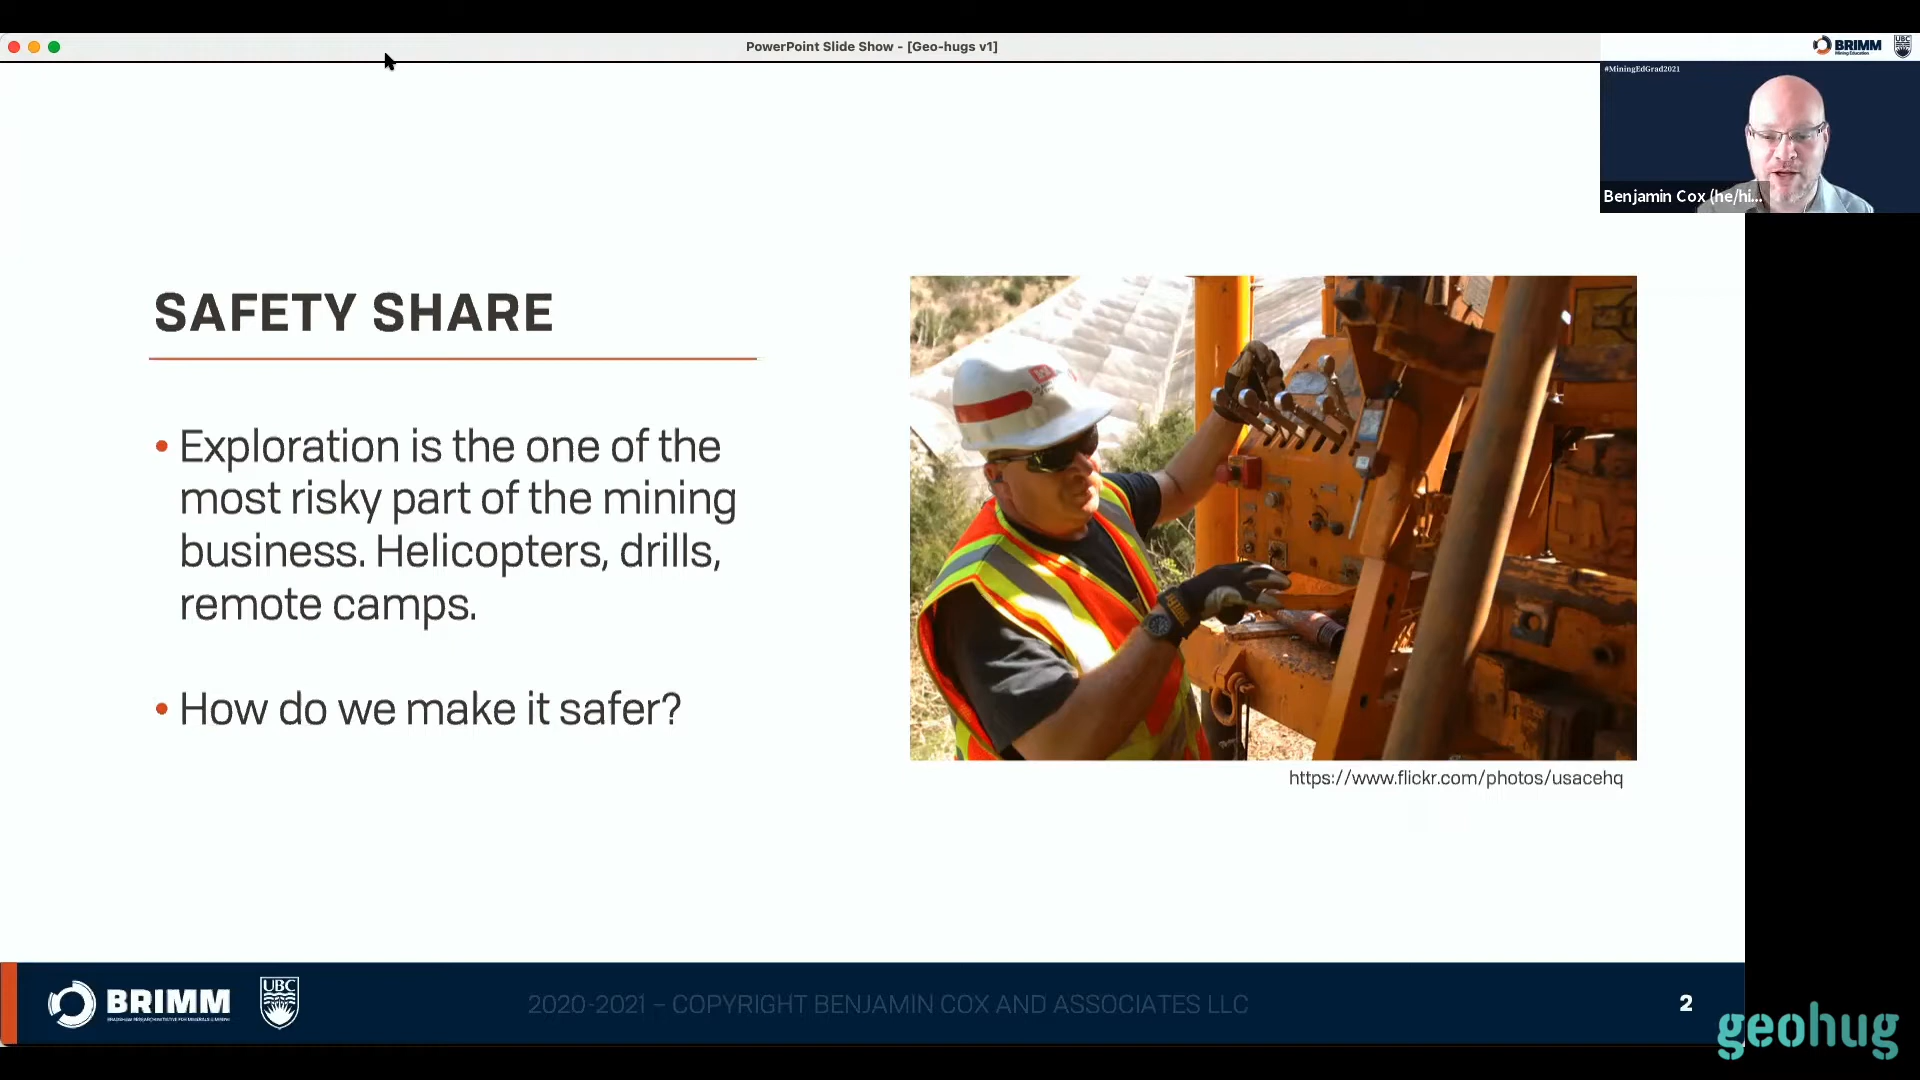 PowerPoint Slide Show - [Geo-hugs v1]
BRIMM
UBC
#MiningEdGrad2021
Benjamin Cox (he/hi...
SAFETY SHARE
• Exploration is the one of the
most risky part of the mining
business. Helicopters, drills,
remote camps.
• How do we make it safer?
https://www.flickr.com/photos/usacehq
BRIMM
UBC
2020-2021 – COPYRIGHT BENJAMIN COX AND ASSOCIATES LLC
2
geohug